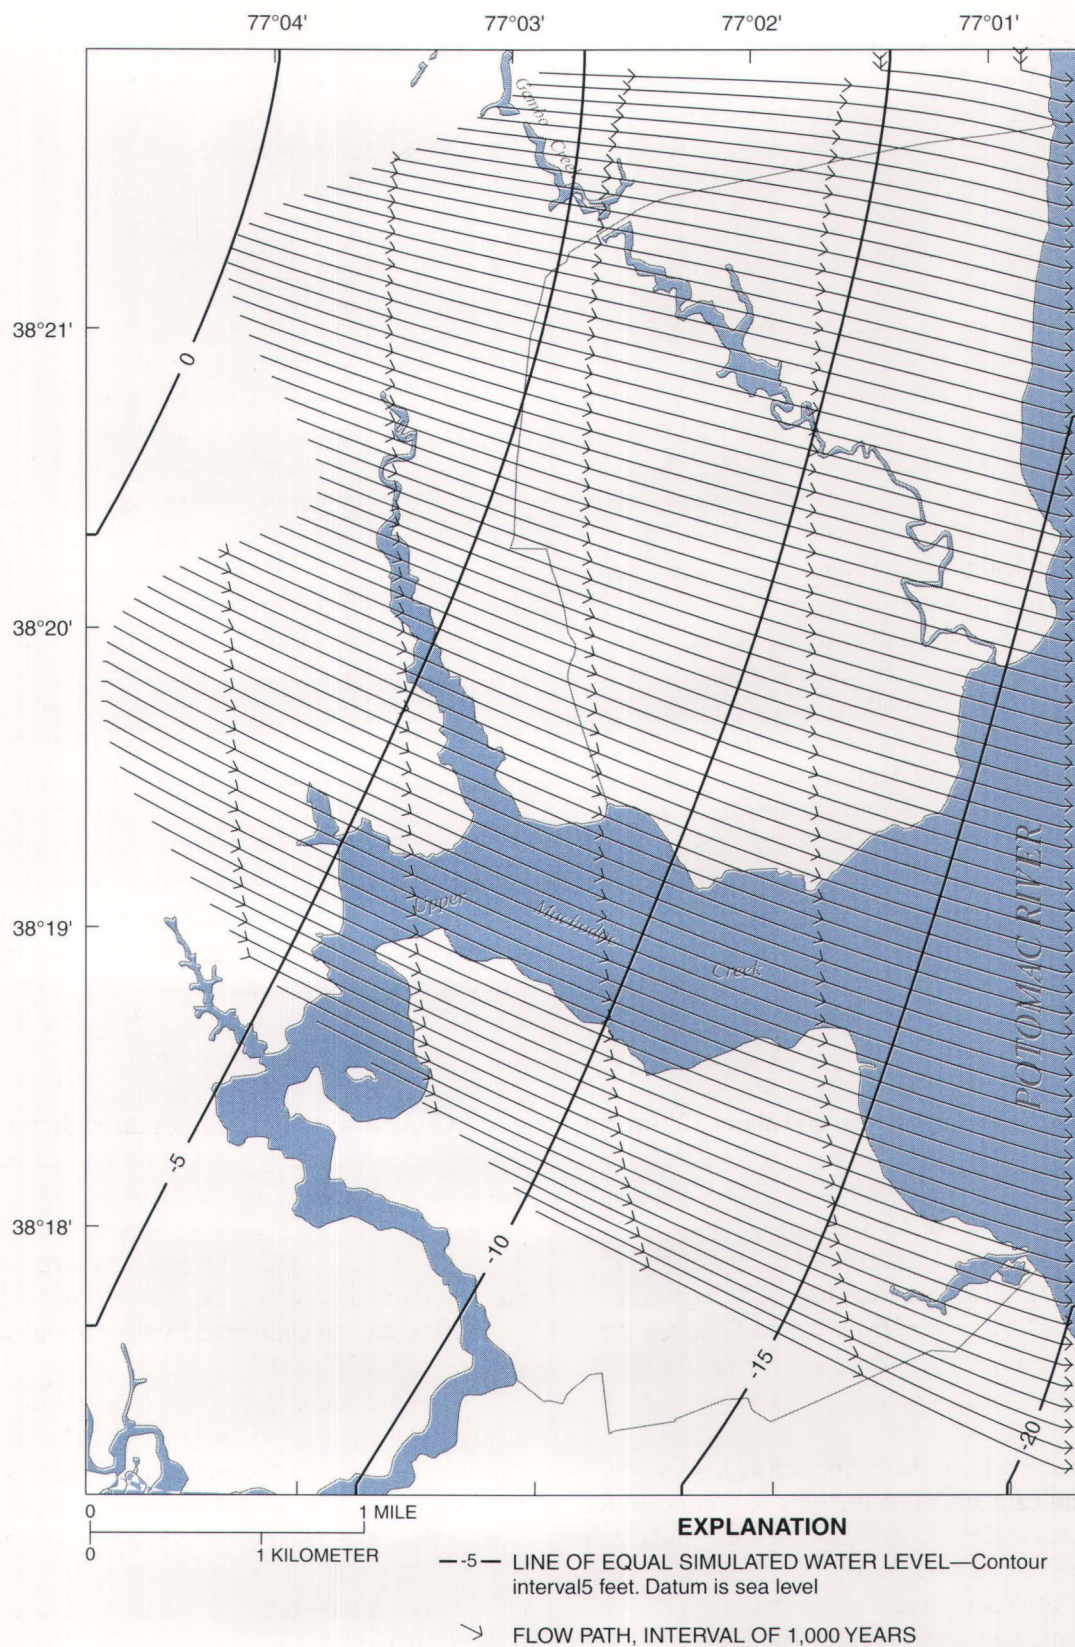 77°04' 77°03' 77°02' 77°01'
Gambo Creek
38°21'
0
38°20'
38°19'
Upper Machodoc Creek
POTOMAC RIVER
38°18'
-5
-10
-15
-20
0 1 MILE
0 1 KILOMETER
EXPLANATION
-5 LINE OF EQUAL SIMULATED WATER LEVEL—Contour
interval5 feet. Datum is sea level
FLOW PATH, INTERVAL OF 1,000 YEARS